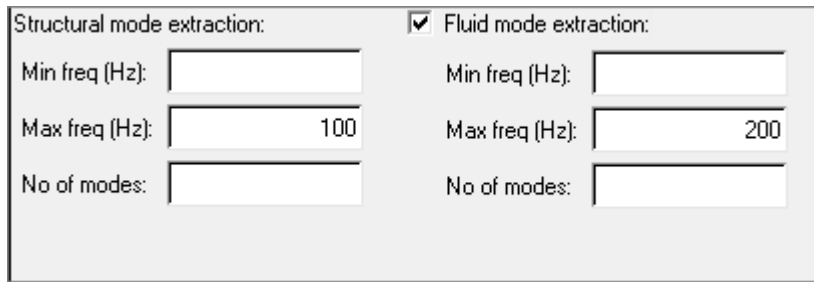 Structural mode extraction:
Min freq (Hz):
Max freq (Hz): 100
No of modes:
Fluid mode extraction:
Min freq (Hz):
Max freq (Hz): 200
No of modes: